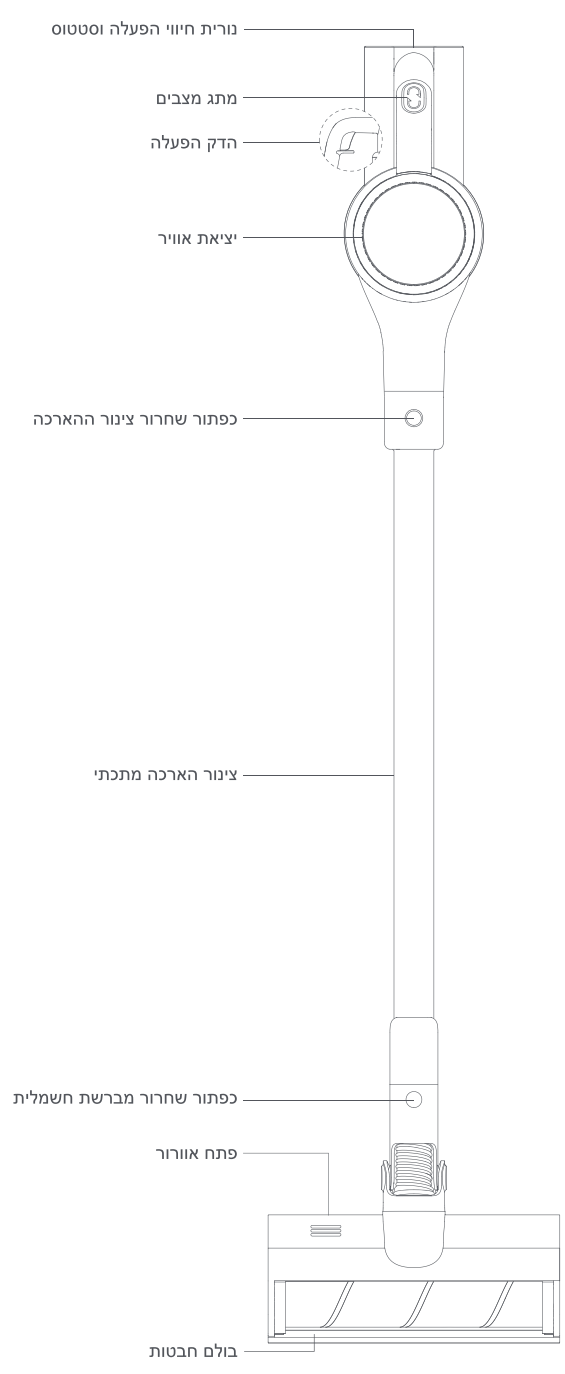 נורית חיווי הפעלה וסטטוס
מתג מצבים
הדק הפעלה
יציאת אוויר
כפתור שחרור צינור ההארכה
צינור הארכה מתכתי
כפתור שחרור מברשת חשמלית
פתח אוורור
בולם חבטות